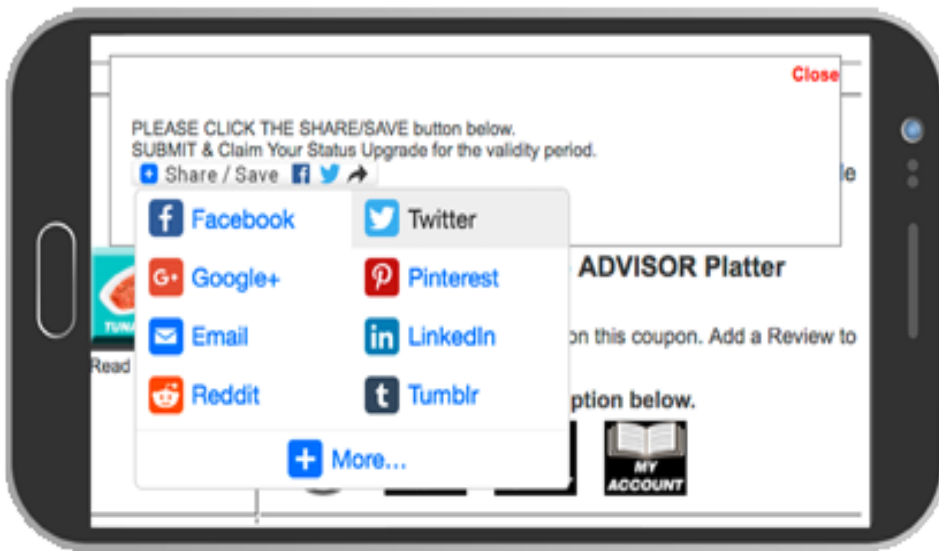 Close
PLEASE CLICK THE SHARE/SAVE button below.
SUBMIT & Claim Your Status Upgrade for the validity period.
Share / Save
le
Facebook
Twitter
ADVISOR Platter
Google+
Pinterest
TUNA
Email
LinkedIn
on this coupon. Add a Review to
Read
Reddit
Tumblr
ption below.
More...
MY
ACCOUNT